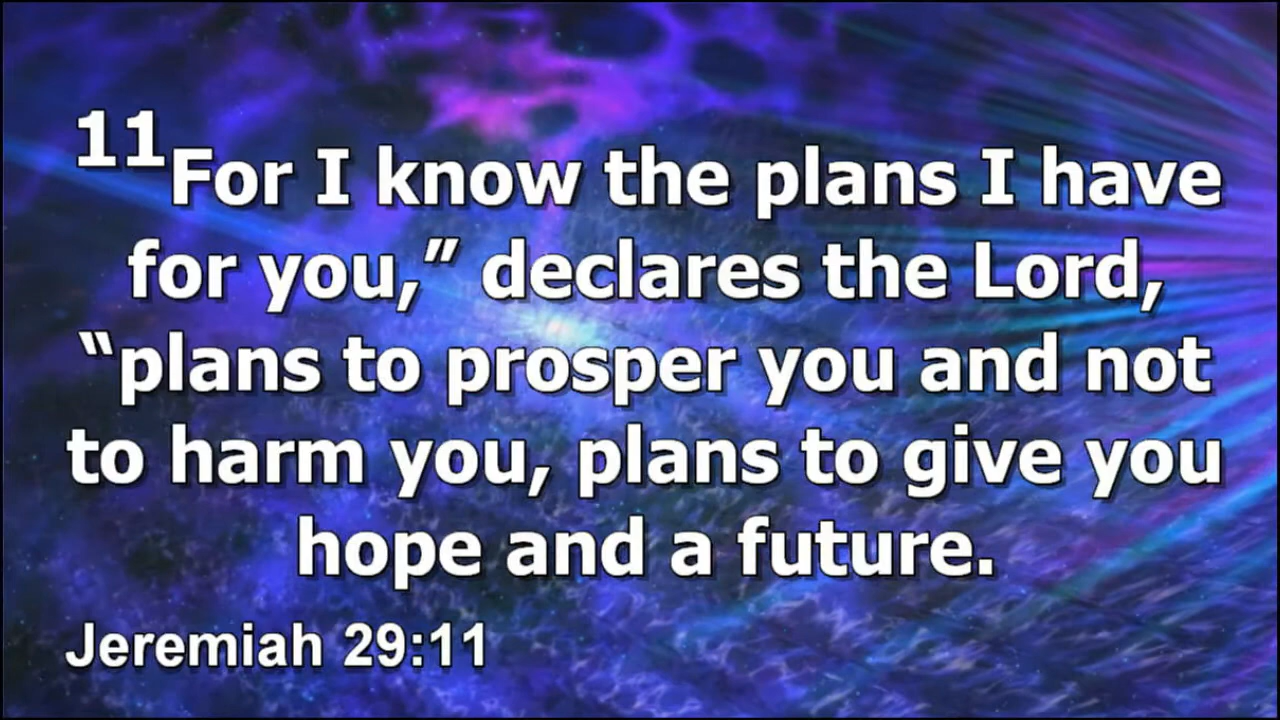 11For I know the plans I have
for you,” declares the Lord,
“plans to prosper you and not
to harm you, plans to give you
hope and a future.
Jeremiah 29:11